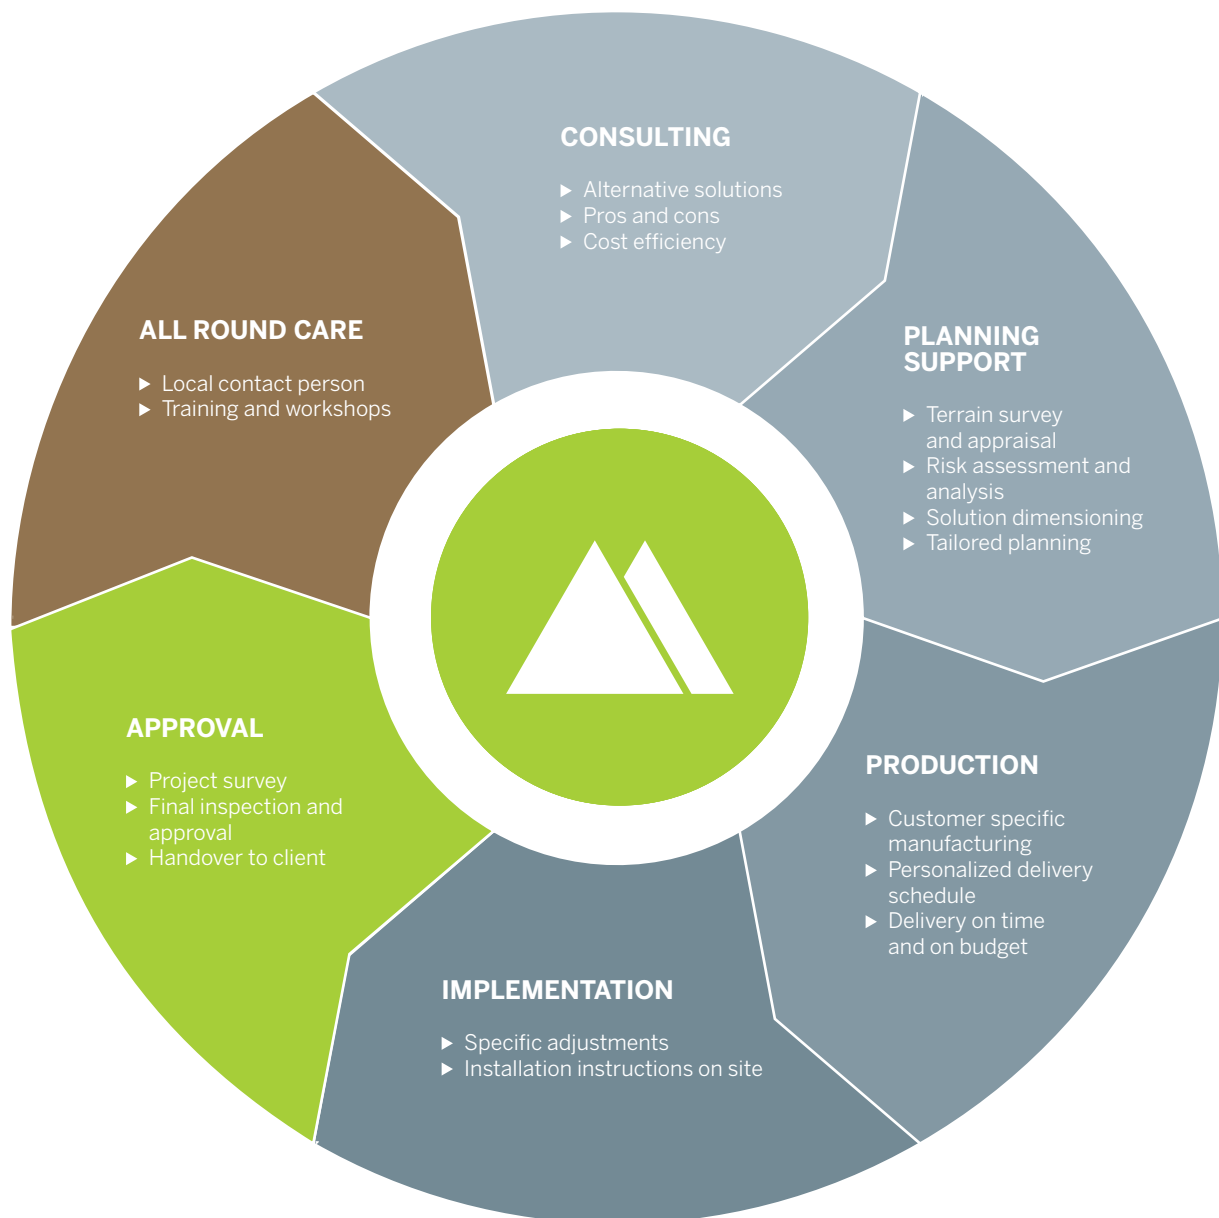 CONSULTING
► Alternative solutions
► Pros and cons
► Cost efficiency
PLANNING
SUPPORT
► Terrain survey
and appraisal
► Risk assessment and
analysis
► Solution dimensioning
► Tailored planning
PRODUCTION
► Customer specific
manufacturing
► Personalized delivery
schedule
► Delivery on time
and on budget
IMPLEMENTATION
► Specific adjustments
► Installation instructions on site
APPROVAL
► Project survey
► Final inspection and
approval
► Handover to client
ALL ROUND CARE
► Local contact person
► Training and workshops